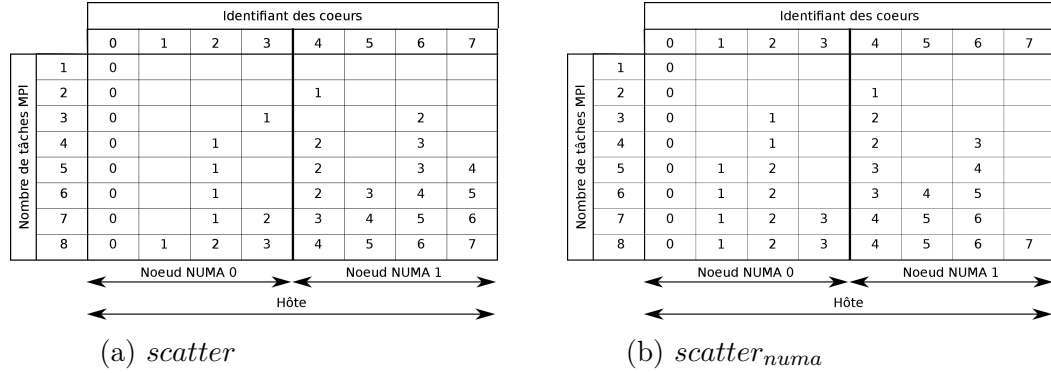 Identifiant des coeurs
0 1 2 3 4 5 6 7
Nombre de tâches MPI
1 0
2 0 1
3 0 1 2
4 0 1 2 3
5 0 1 2 3 4
6 0 1 2 3 4 5
7 0 1 2 3 4 5 6
8 0 1 2 3 4 5 6 7
Noeud NUMA 0 Noeud NUMA 1
Hôte
(a) scatter
Identifiant des coeurs
0 1 2 3 4 5 6 7
Nombre de tâches MPI
1 0
2 0 1
3 0 1 2
4 0 1 2 3
5 0 1 2 3 4
6 0 1 2 3 4 5
7 0 1 2 3 4 5 6
8 0 1 2 3 4 5 6 7
Noeud NUMA 0 Noeud NUMA 1
Hôte
(b) scatter numa